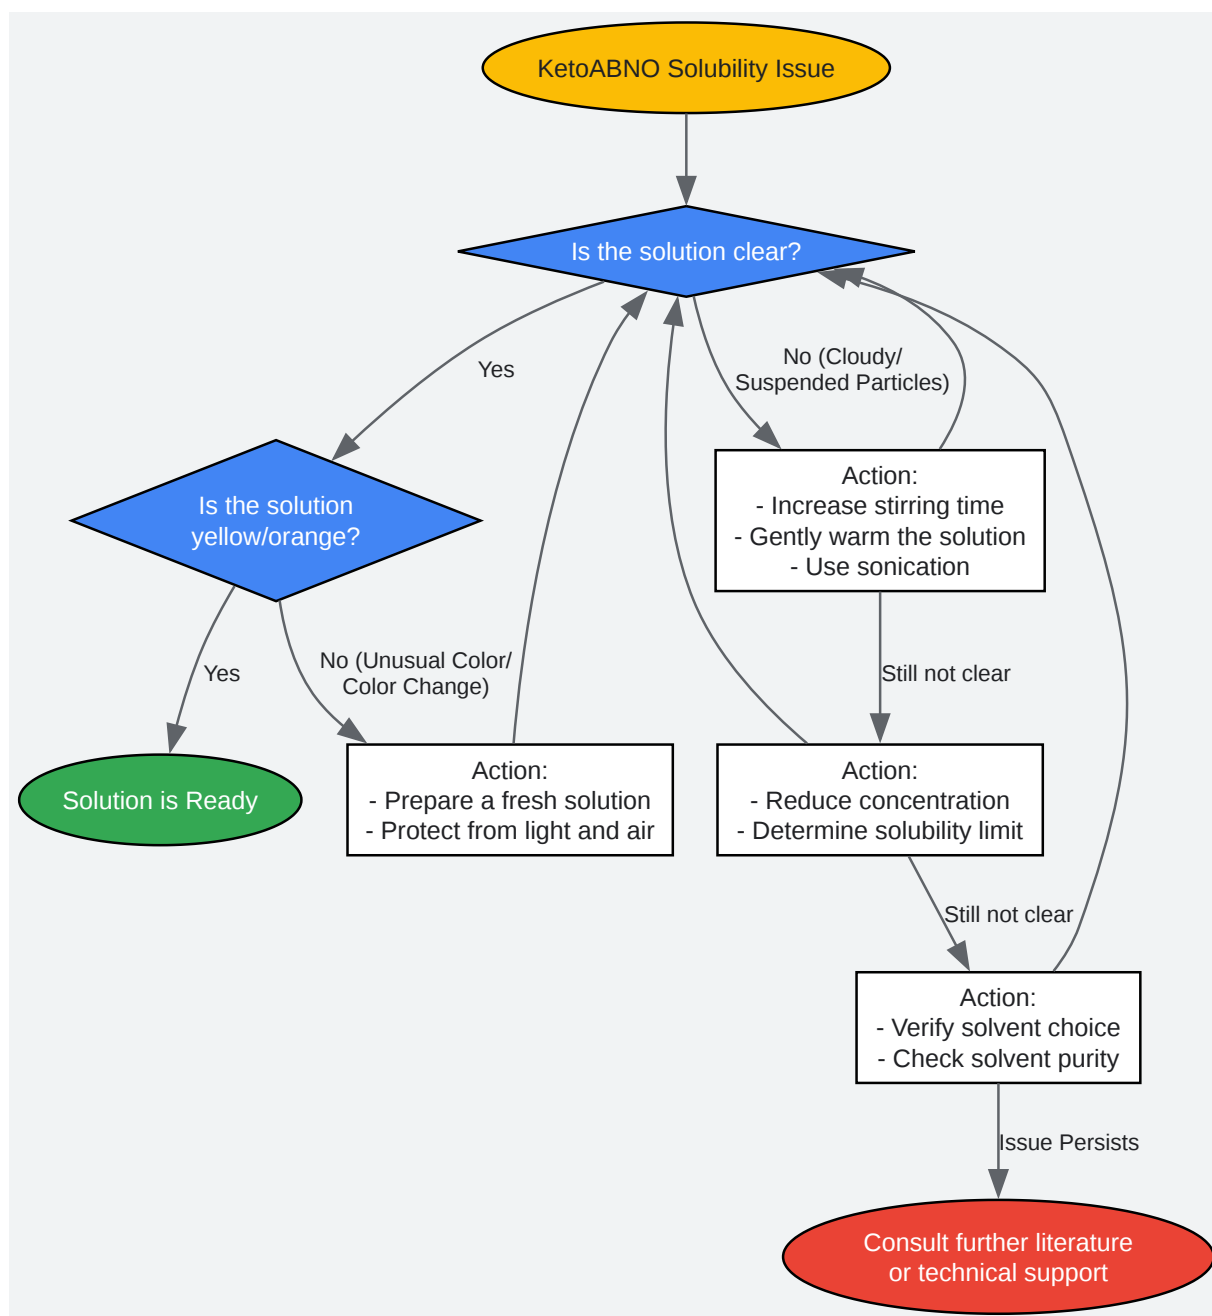 KetoABNO Solubility Issue
Is the solution clear?
Yes
No (Cloudy/
Suspended Particles)
Is the solution
yellow/orange?
Action:
- Increase stirring time
- Gently warm the solution
- Use sonication
Yes
No (Unusual Color/
Color Change)
Still not clear
Solution is Ready
Action:
- Prepare a fresh solution
- Protect from light and air
Action:
- Reduce concentration
- Determine solubility limit
Still not clear
Action:
- Verify solvent choice
- Check solvent purity
Issue Persists
Consult further literature
or technical support